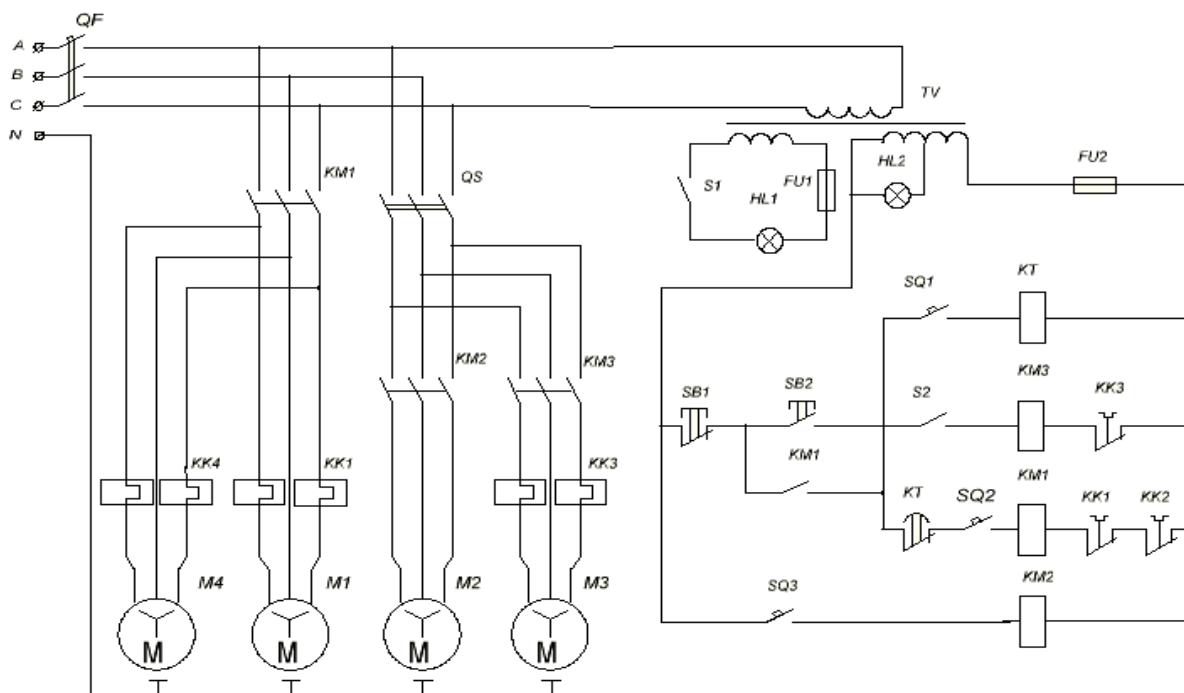 QF
A
B
C
N
TV
KM1
QS
S1
HL1
FU1
HL2
FU2
SQ1
KT
KM2
KM3
SB1
SB2
S2
KM3
KK3
KM1
KM1
KK4
KK1
KK3
KT
SQ2
KK1
KK2
M4
M1
M2
M3
SQ3
KM2
M
M
M
M